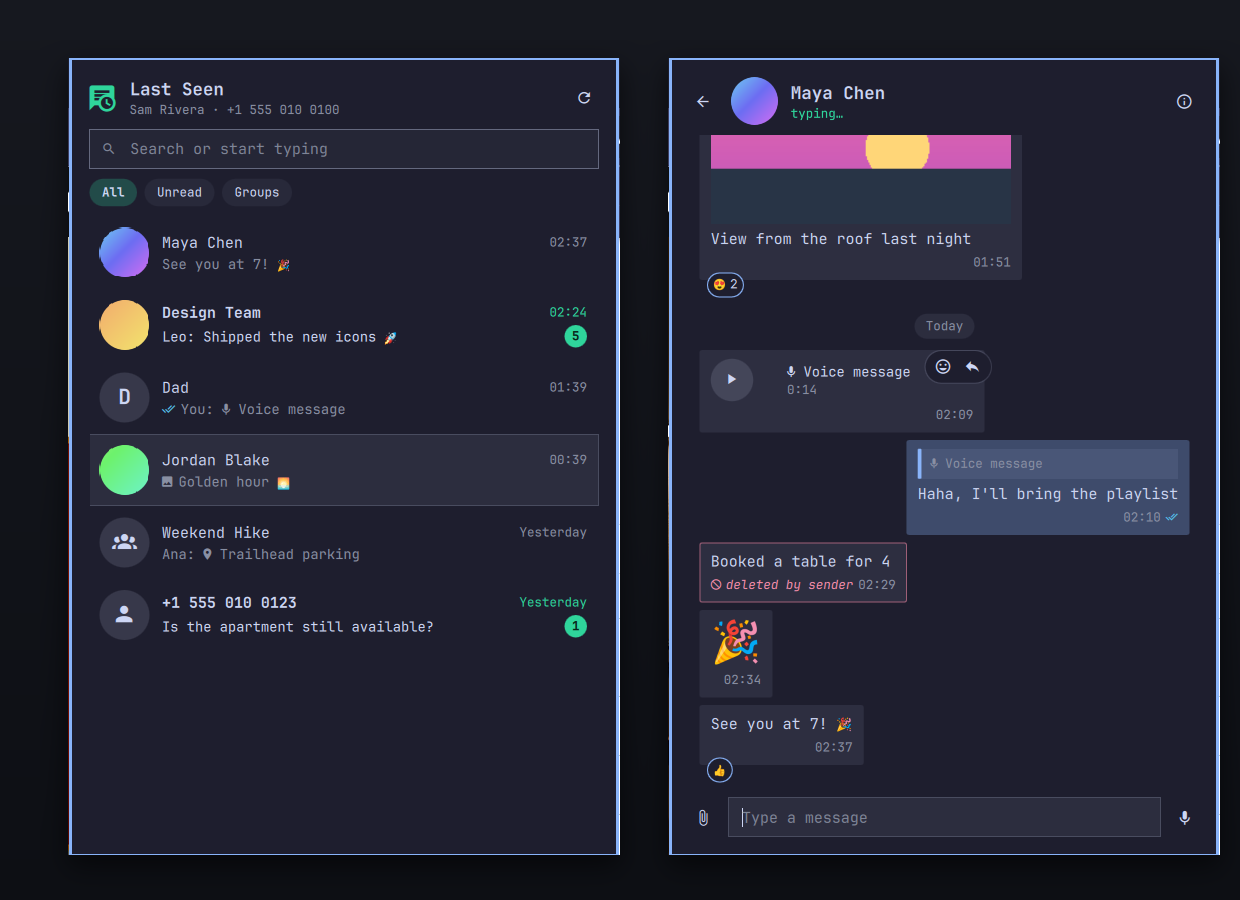 Last Seen
Sam Rivera · +1 555 010 0100
Search or start typing
All Unread Groups
Maya Chen 02:37
See you at 7! 🎉
Design Team 02:24
Leo: Shipped the new icons 🚀 5
D Dad 01:39
You: Voice message
Jordan Blake 00:39
Golden hour 🌅
Weekend Hike Yesterday
Ana: Trailhead parking
+1 555 010 0123 Yesterday
Is the apartment still available? 1
Maya Chen
typing…
View from the roof last night
01:51
😍 2
Today
Voice message
0:14
02:09
Voice message
Haha, I'll bring the playlist
02:10
Booked a table for 4
deleted by sender 02:29
🎉
02:34
See you at 7! 🎉
02:37
👍
Type a message